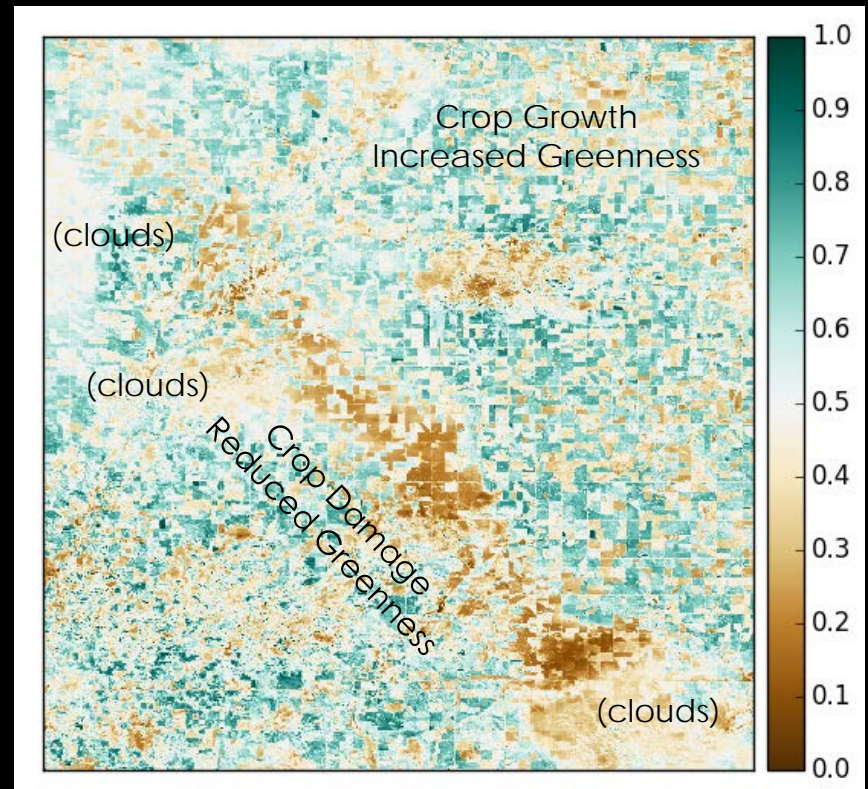 Crop Growth
Increased Greenness
(clouds)
(clouds)
Crop Damage
Reduced Greenness
(clouds)
1.0
0.9
0.8
0.7
0.6
0.5
0.4
0.3
0.2
0.1
0.0